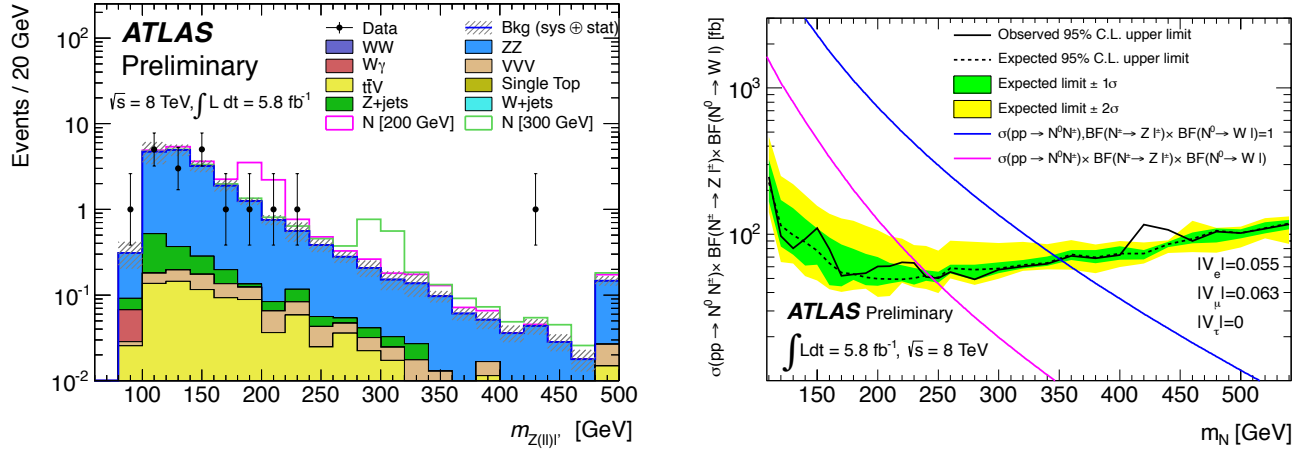 Events / 20 GeV
10²
10
1
10⁻¹
10⁻²
ATLAS
Preliminary
√s = 8 TeV, ∫ L dt = 5.8 fb⁻¹
Data
Bkg (sys ⊕ stat)
WW
ZZ
Wγ
VVV
tt̄V
Single Top
Z+jets
W+jets
N [200 GeV]
N [300 GeV]
100 150 200 250 300 350 400 450 500
m_Z(ll)l' [GeV]
σ(pp → N⁰ N±)× BF(N± → Z l±)× BF(N⁰ → W l) [fb]
10³
10²
Observed 95% C.L. upper limit
Expected 95% C.L. upper limit
Expected limit ± 1σ
Expected limit ± 2σ
σ(pp → N⁰N±),BF(N±→ Z l±)× BF(N⁰→ W l)=1
σ(pp → N⁰N±)× BF(N±→ Z l±)× BF(N⁰→ W l)
|V_e|=0.055
|V_μ|=0.063
|V_τ|=0
ATLAS Preliminary
∫ Ldt = 5.8 fb⁻¹, √s = 8 TeV
150 200 250 300 350 400 450 500
m_N [GeV]